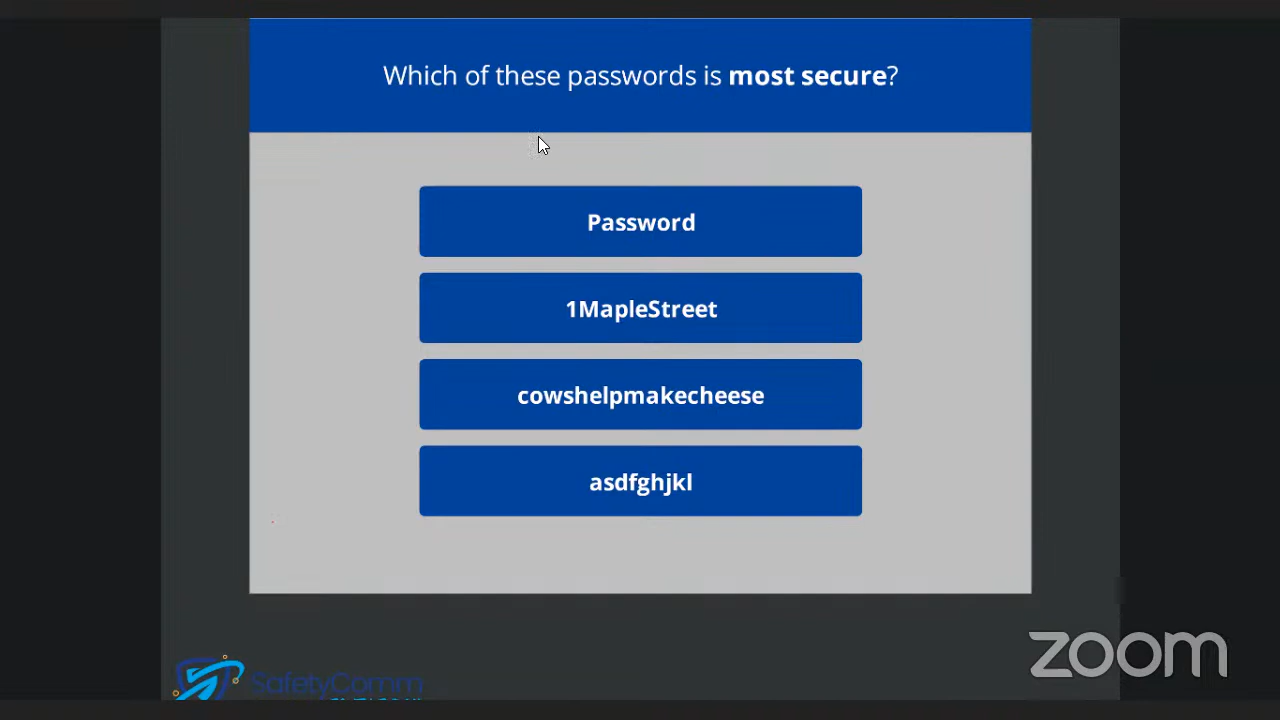 Which of these passwords is most secure?
Password
1MapleStreet
cowshelpmakecheese
asdfghjkl
zoom
SafetyComm